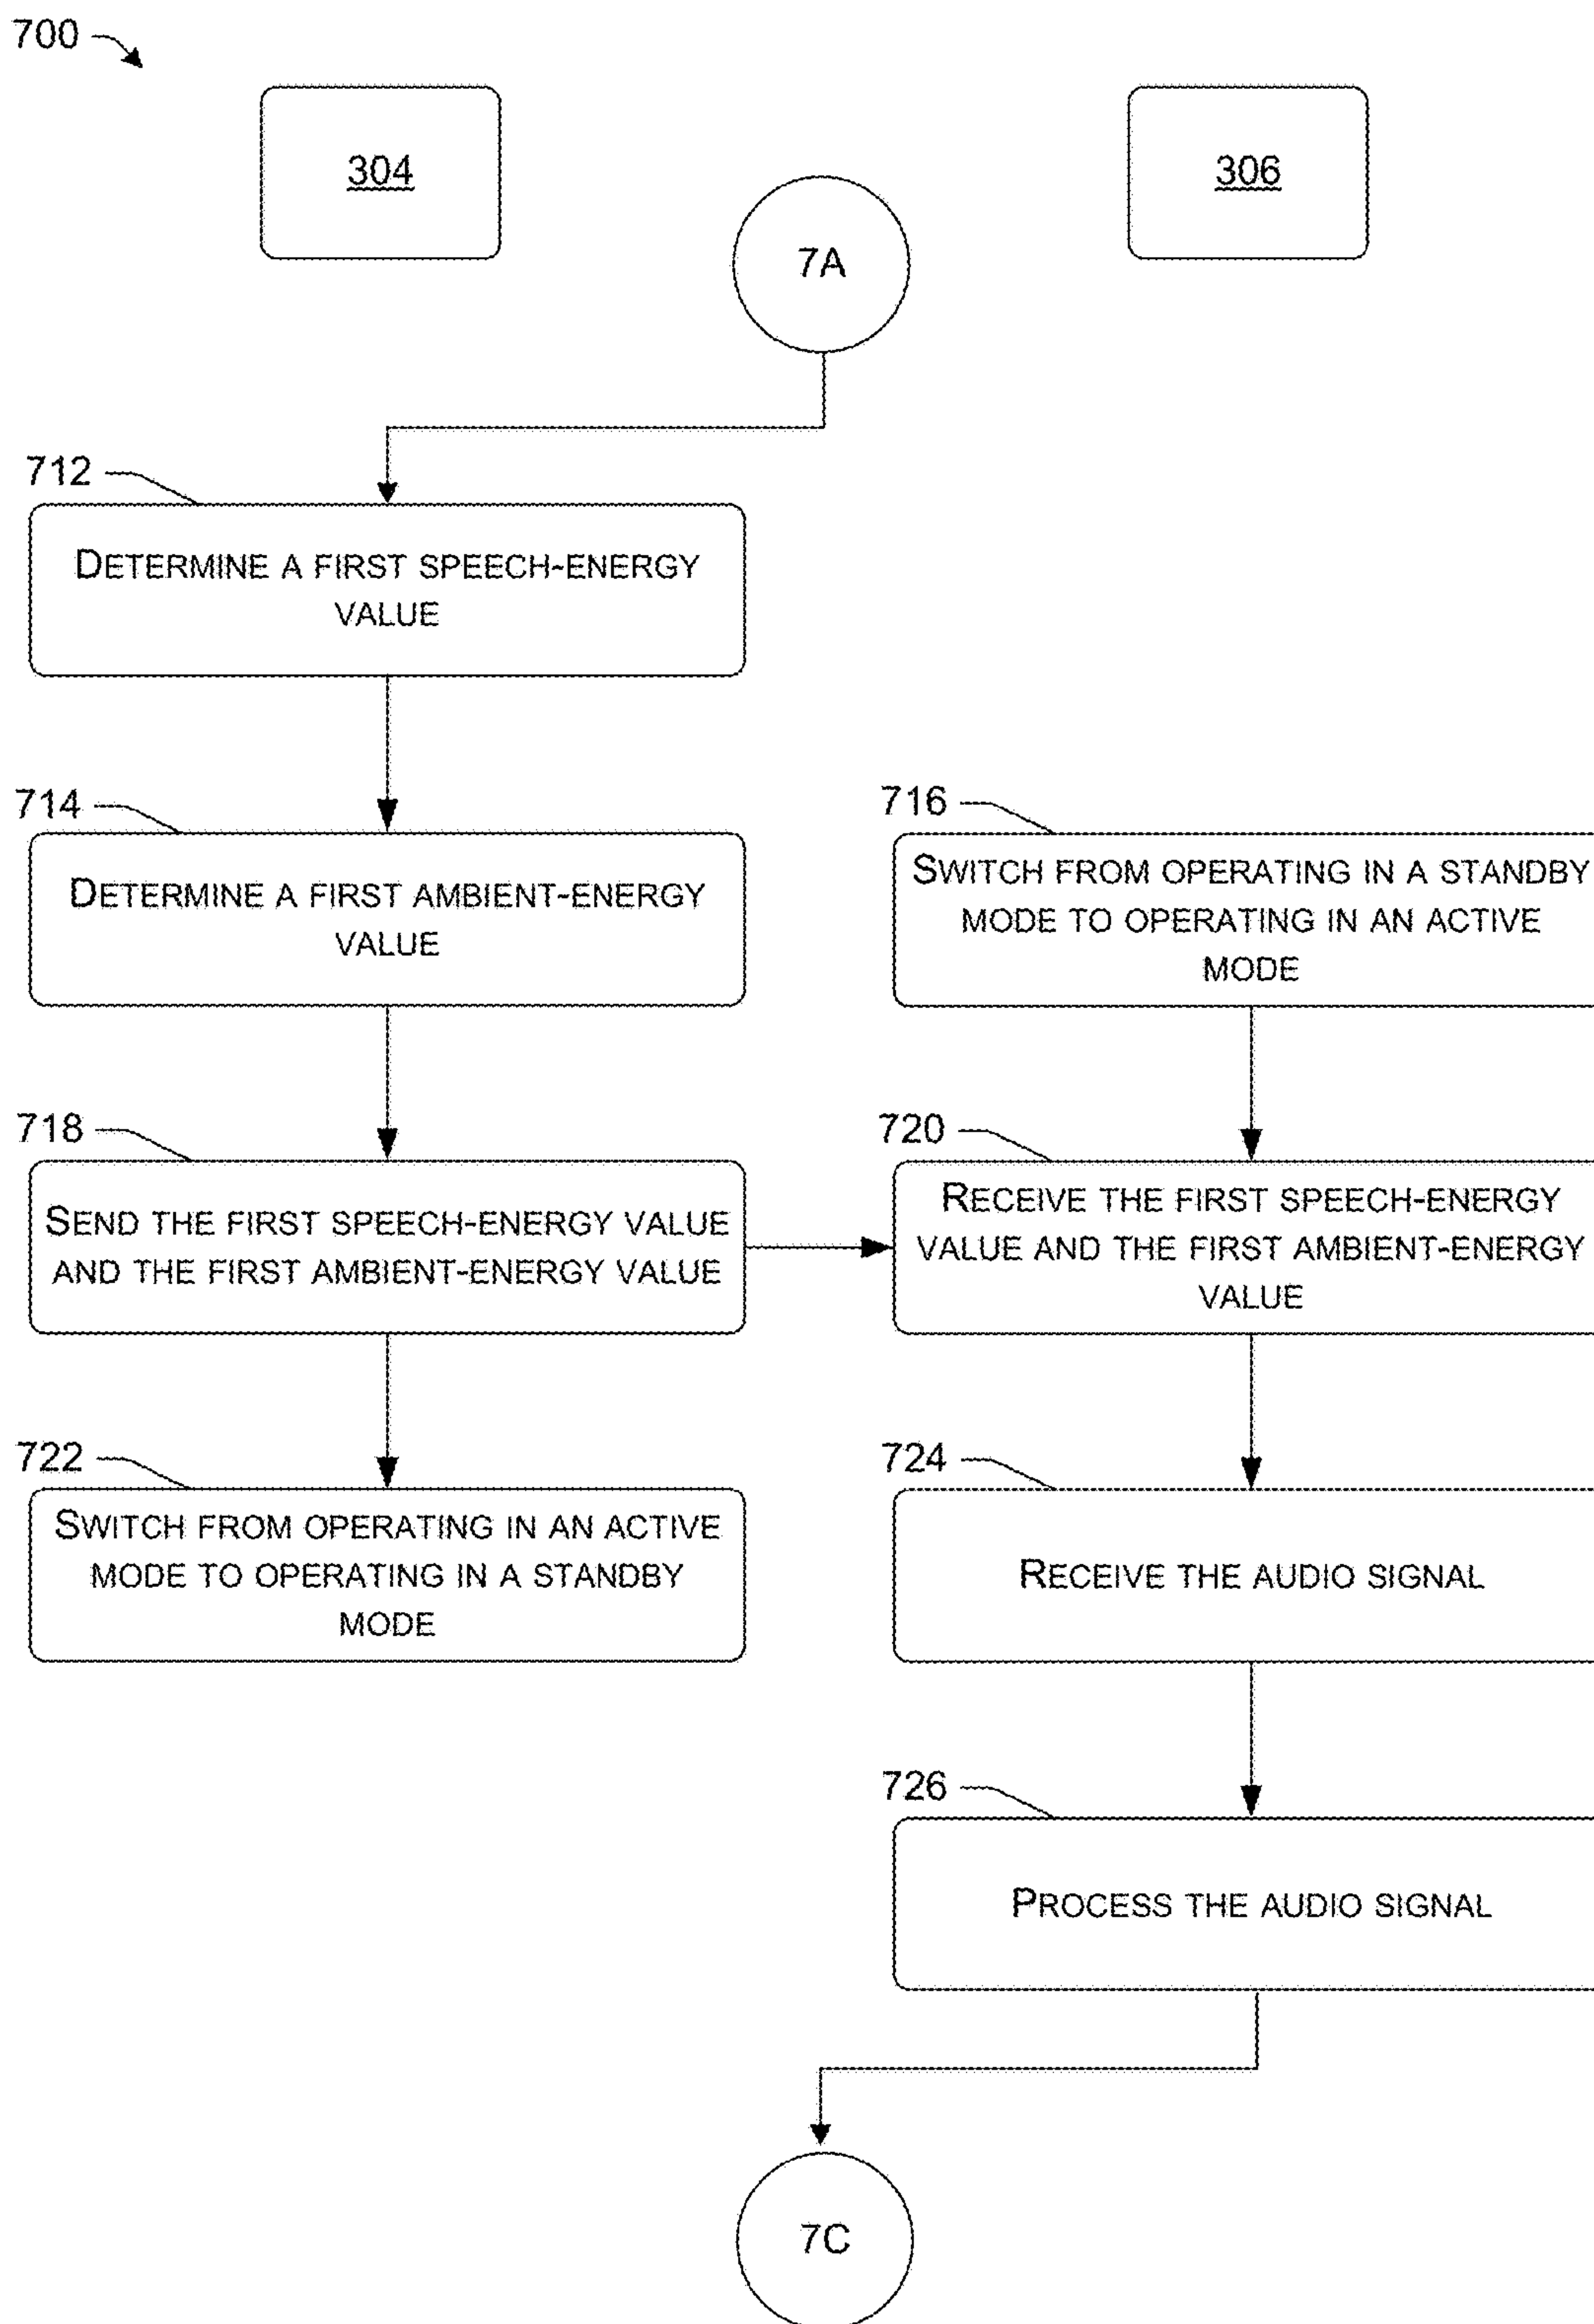 700
304
306
7A
712
DETERMINE A FIRST SPEECH-ENERGY
VALUE
714
DETERMINE A FIRST AMBIENT-ENERGY
VALUE
716
SWITCH FROM OPERATING IN A STANDBY
MODE TO OPERATING IN AN ACTIVE
MODE
718
SEND THE FIRST SPEECH-ENERGY VALUE
AND THE FIRST AMBIENT-ENERGY VALUE
720
RECEIVE THE FIRST SPEECH-ENERGY
VALUE AND THE FIRST AMBIENT-ENERGY
VALUE
722
SWITCH FROM OPERATING IN AN ACTIVE
MODE TO OPERATING IN A STANDBY
MODE
724
RECEIVE THE AUDIO SIGNAL
726
PROCESS THE AUDIO SIGNAL
7C